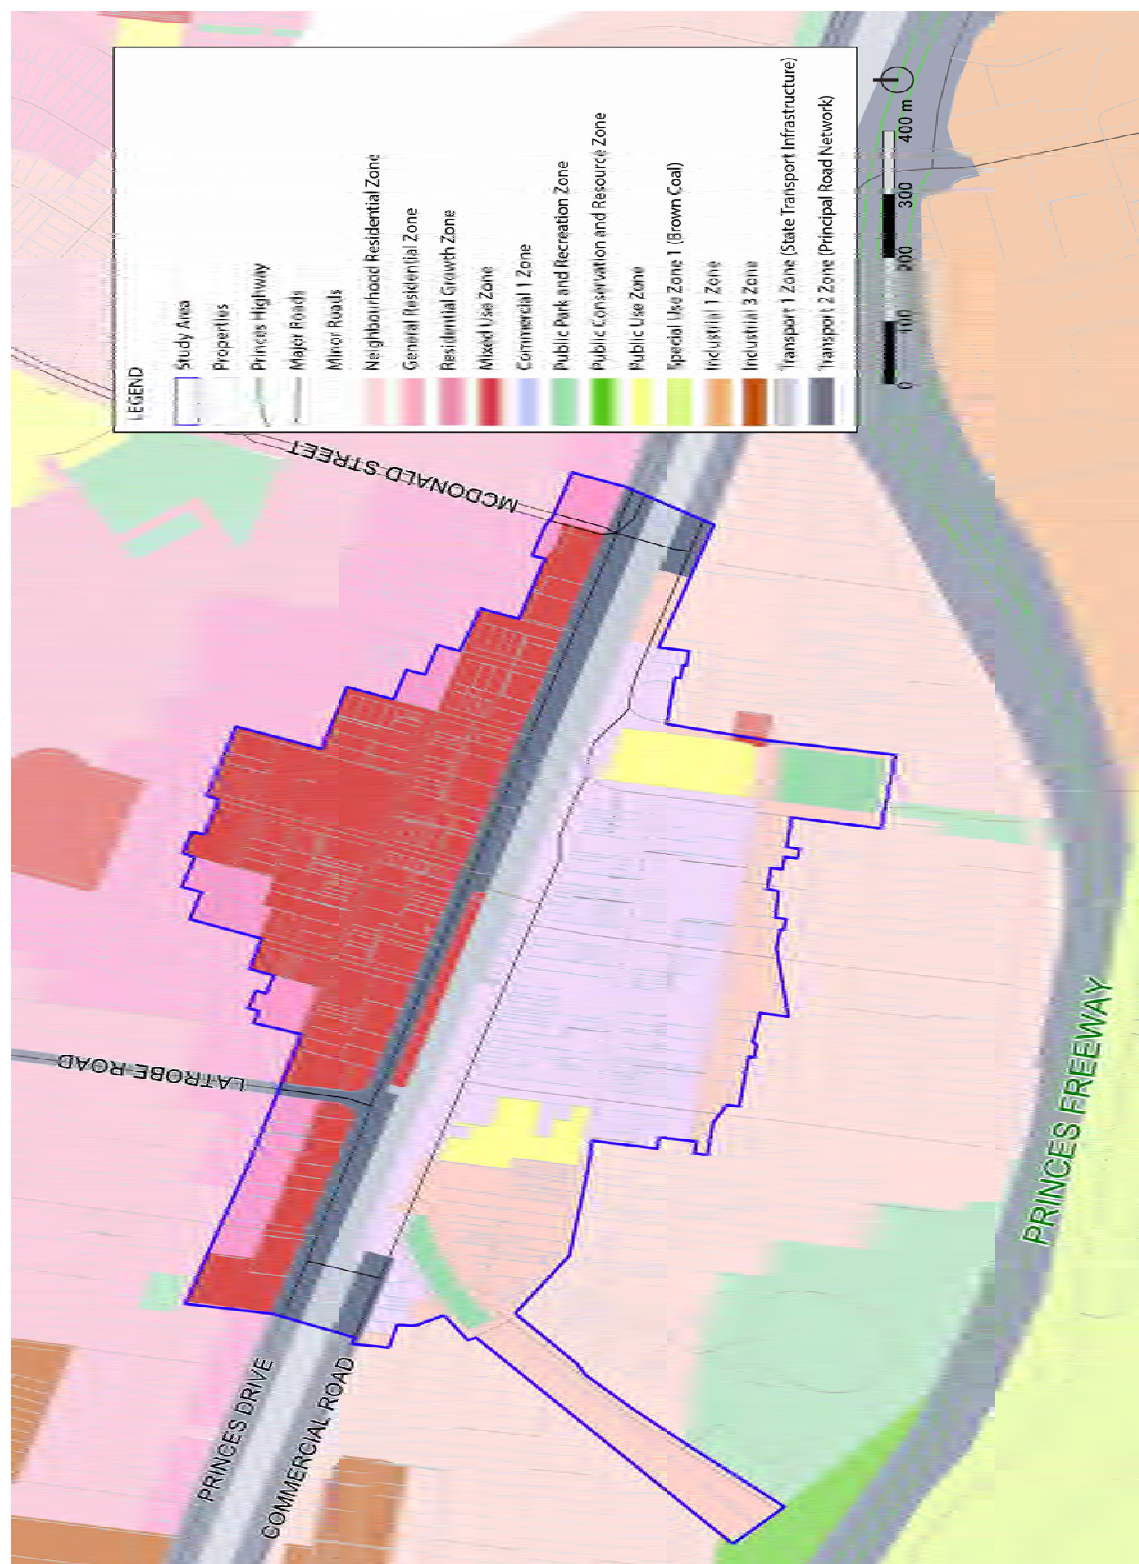 LEGEND
Study Area
Properties
Princes Highway
Major Roads
Minor Roads
Neighbourhood Residential Zone
General Residential Zone
Residential Growth Zone
Mixed Use Zone
Commercial 1 Zone
Public Park and Recreation Zone
Public Conservation and Resource Zone
Public Use Zone
Special Use Zone 1 (Brown Coal)
Industrial 1 Zone
Industrial 3 Zone
Transport 1 Zone (State Transport Infrastructure)
Transport 2 Zone (Principal Road Network)
0 100 200 300 400 m
MCDONALD STREET
LATROBE ROAD
PRINCES DRIVE
COMMERCIAL ROAD
PRINCES FREEWAY